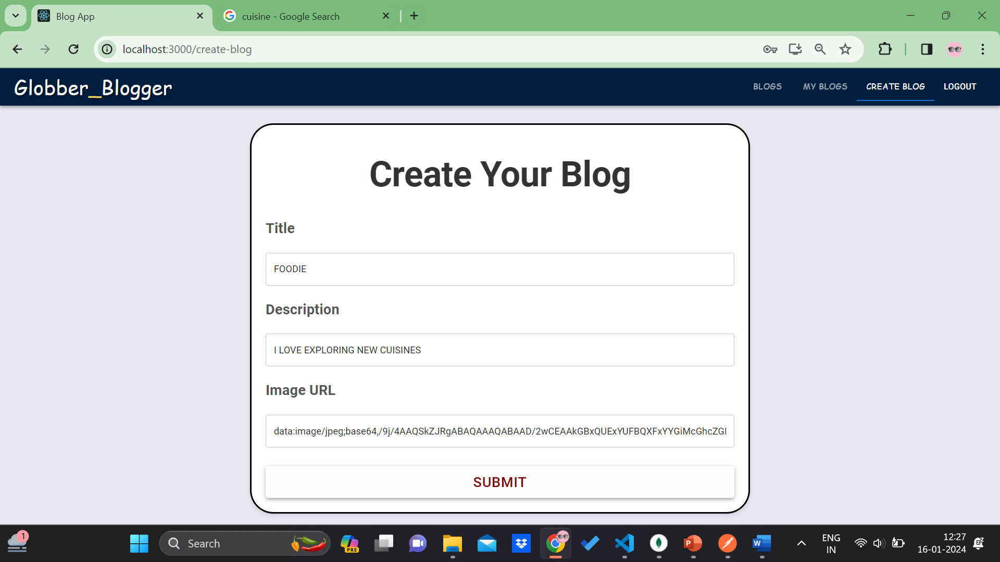 Blog App
cuisine - Google Search
localhost:3000/create-blog
Globber_Blogger
BLOGS
MY BLOGS
CREATE BLOG
LOGOUT
Create Your Blog
Title
FOODIE
Description
I LOVE EXPLORING NEW CUISINES
Image URL
data:image/jpeg;base64,/9j/4AAQSkZJRgABAQAAAQABAAD/2wCEAAkGBxQUExYUFBQXFxYYGiMcGhcZGI
SUBMIT
1
Search
PRE
P
W
ENG
IN
12:27
16-01-2024